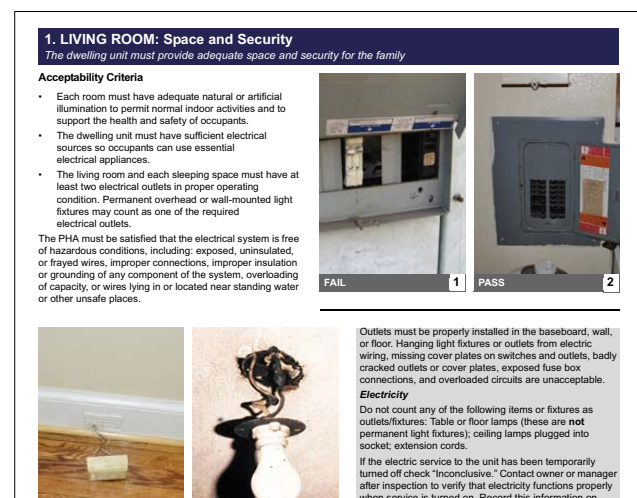 1. LIVING ROOM: Space and Security
The dwelling unit must provide adequate space and security for the family
Acceptability Criteria
• Each room must have adequate natural or artificial
illumination to permit normal indoor activities and to
support the health and safety of occupants.
• The dwelling unit must have sufficient electrical
sources so occupants can use essential
electrical appliances.
• The living room and each sleeping space must have at
least two electrical outlets in proper operating
condition. Permanent overhead or wall-mounted light
fixtures may count as one of the required
electrical outlets.
The PHA must be satisfied that the electrical system is free
of hazardous conditions, including: exposed, uninsulated,
or frayed wires, improper connections, improper insulation
or grounding of any component of the system, overloading
of capacity, or wires lying in or located near standing water
or other unsafe places.
FAIL 1
PASS 2
Outlets must be properly installed in the baseboard, wall,
or floor. Hanging light fixtures or outlets from electric
wiring, missing cover plates on switches and outlets, badly
cracked outlets or cover plates, exposed fuse box
connections, and overloaded circuits are unacceptable.
Electricity
Do not count any of the following items or fixtures as
outlets/fixtures: Table or floor lamps (these are not
permanent light fixtures); ceiling lamps plugged into
socket; extension cords.
If the electric service to the unit has been temporarily
turned off check “Inconclusive.” Contact owner or manager
after inspection to verify that electricity functions properly
when service is turned on. Record this information on